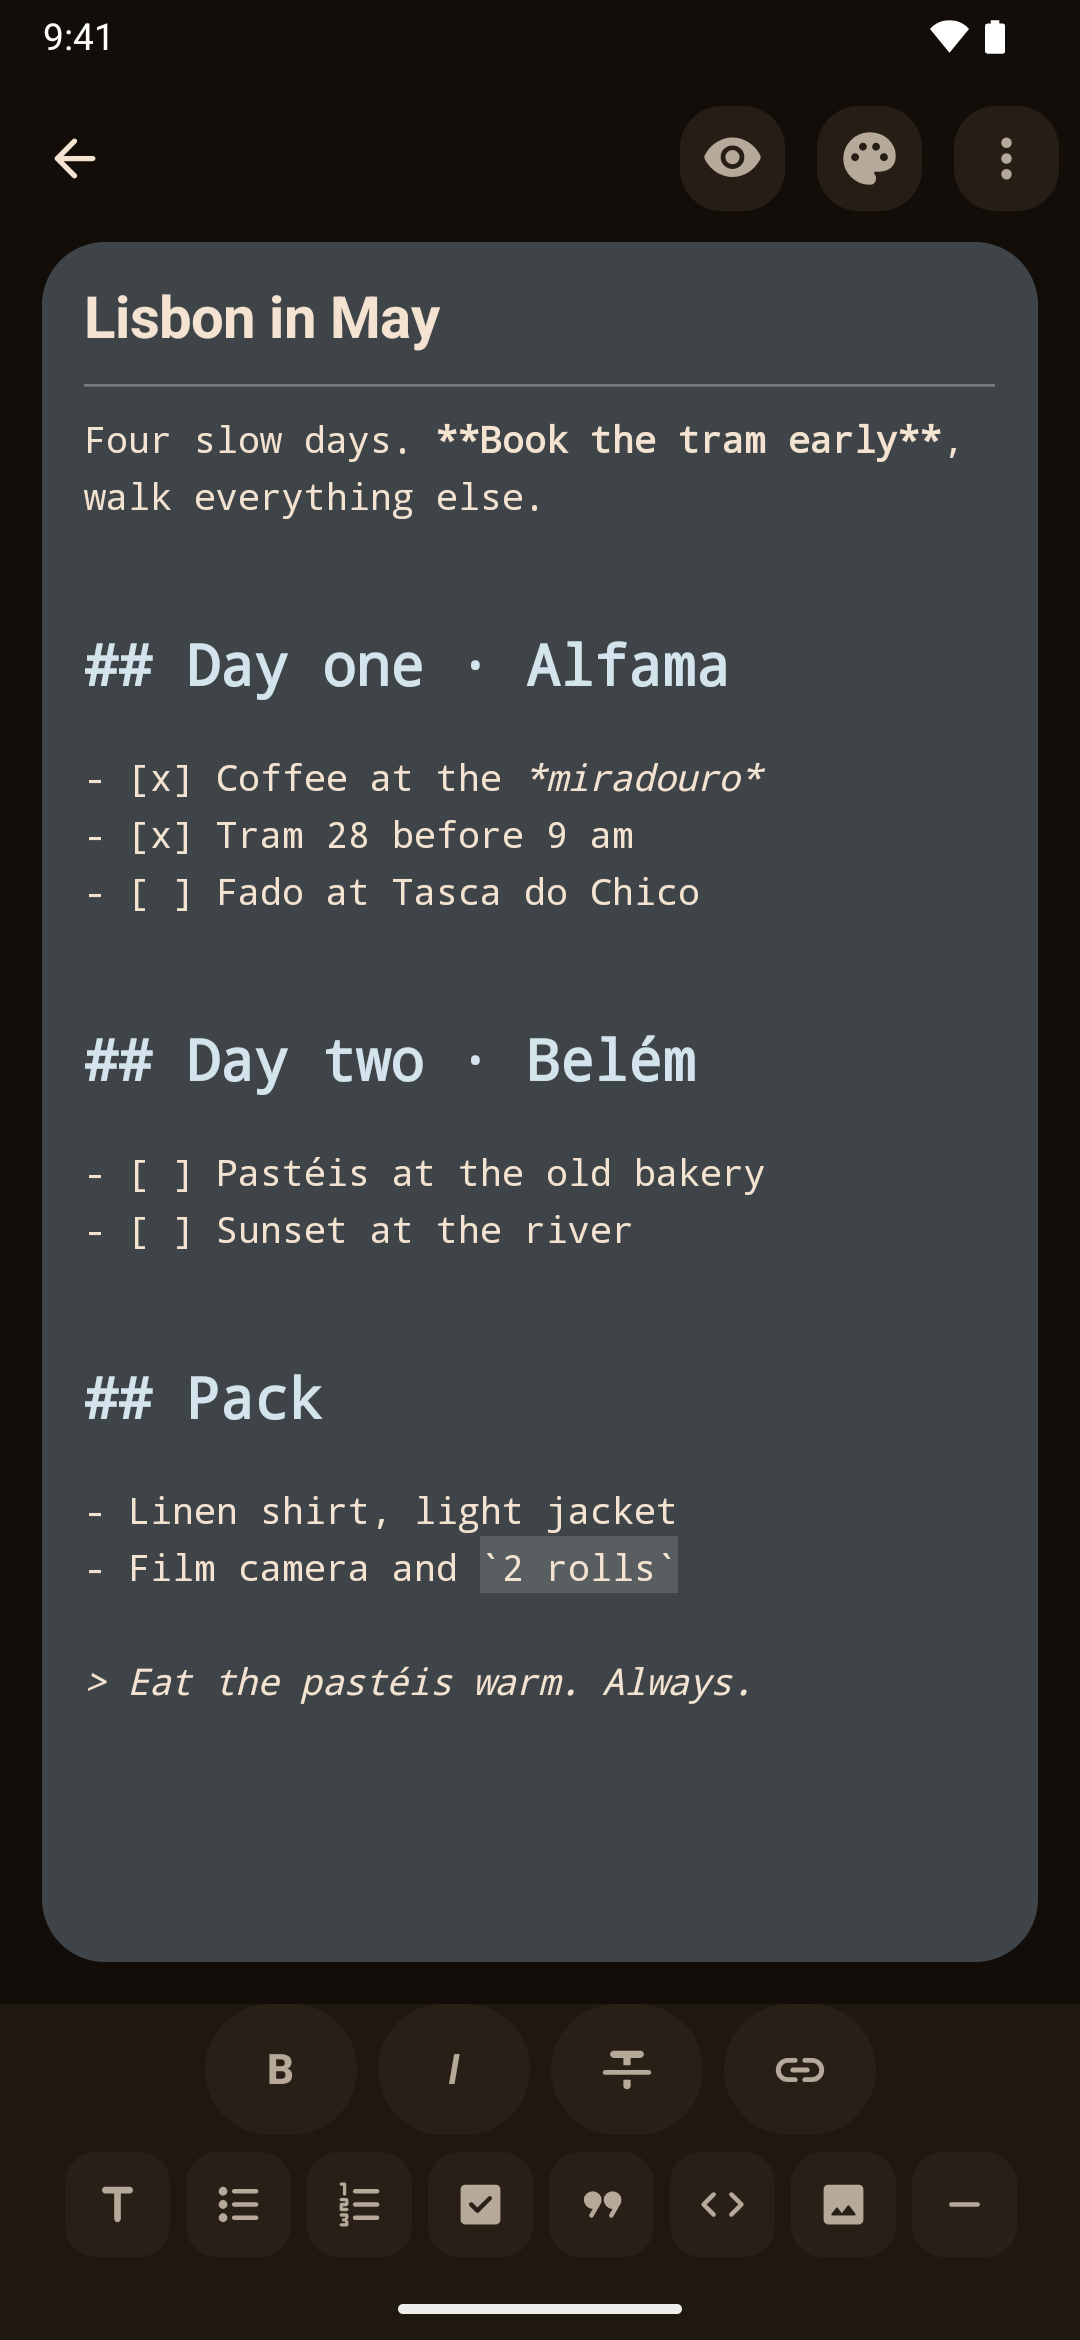 9:41
Lisbon in May
Four slow days. **Book the tram early**,
walk everything else.
## Day one · Alfama
- [x] Coffee at the *miradouro*
- [x] Tram 28 before 9 am
- [ ] Fado at Tasca do Chico
## Day two · Belém
- [ ] Pastéis at the old bakery
- [ ] Sunset at the river
## Pack
- Linen shirt, light jacket
- Film camera and `2 rolls`
> Eat the pastéis warm. Always.